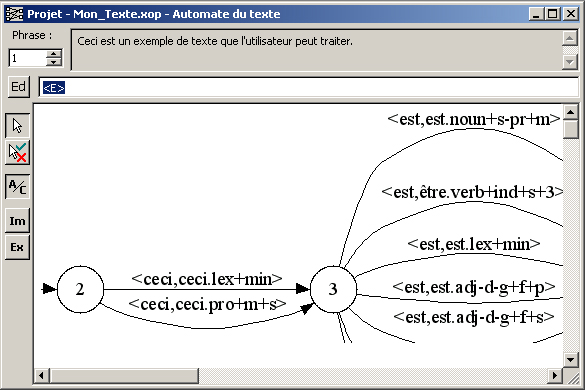 Projet - Mon_Texte.xop - Automate du texte
Phrase :
Ceci est un exemple de texte que l'utilisateur peut traiter.
1
Ed
<E>
A/C
Im
Ex
<est,est.noun+s-pr+m>
<est,être.verb+ind+s+3>
<est,est.lex+min>
<ceci,ceci.lex+min>
2
3
<est,est.adj-d-g+f+p>
<ceci,ceci.pro+m+s>
<est,est.adj-d-g+f+s>